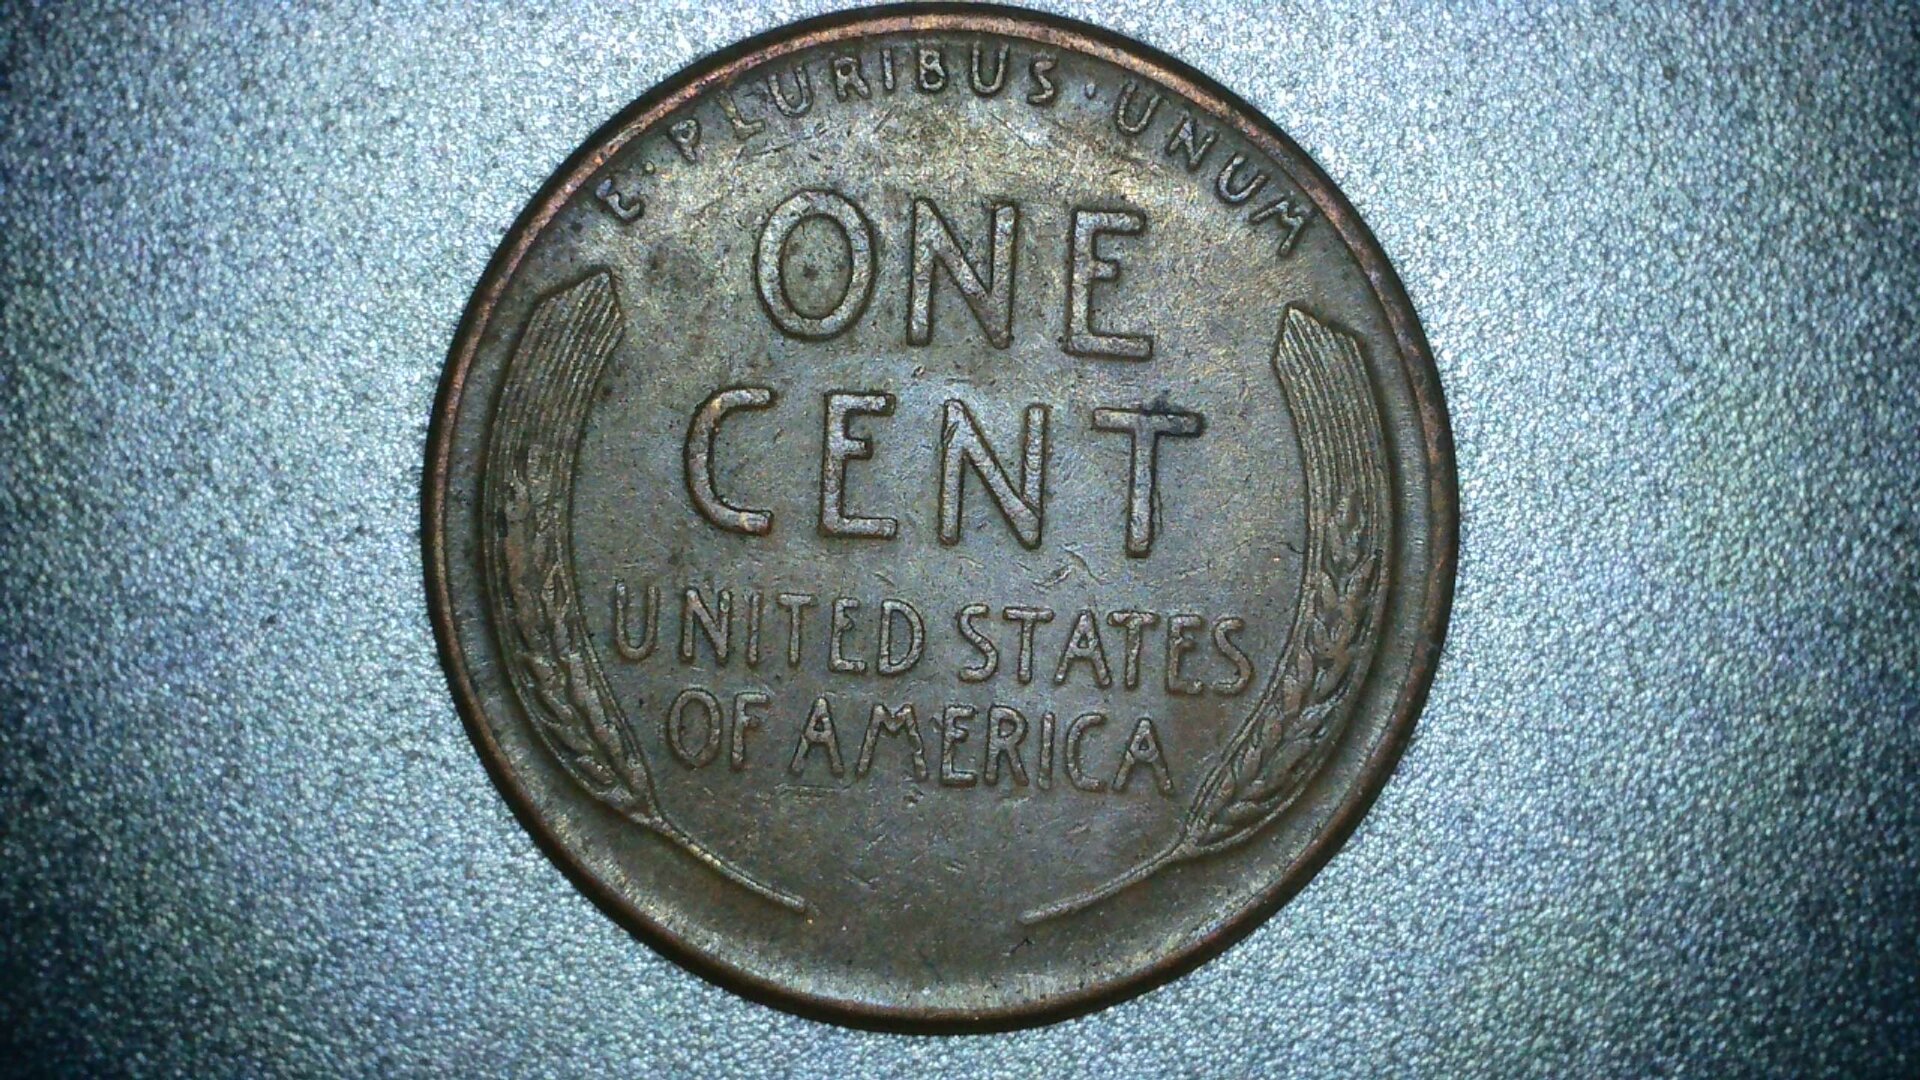 E·PLURIBUS·UNUM
ONE
CENT
UNITED STATES
OF AMERICA